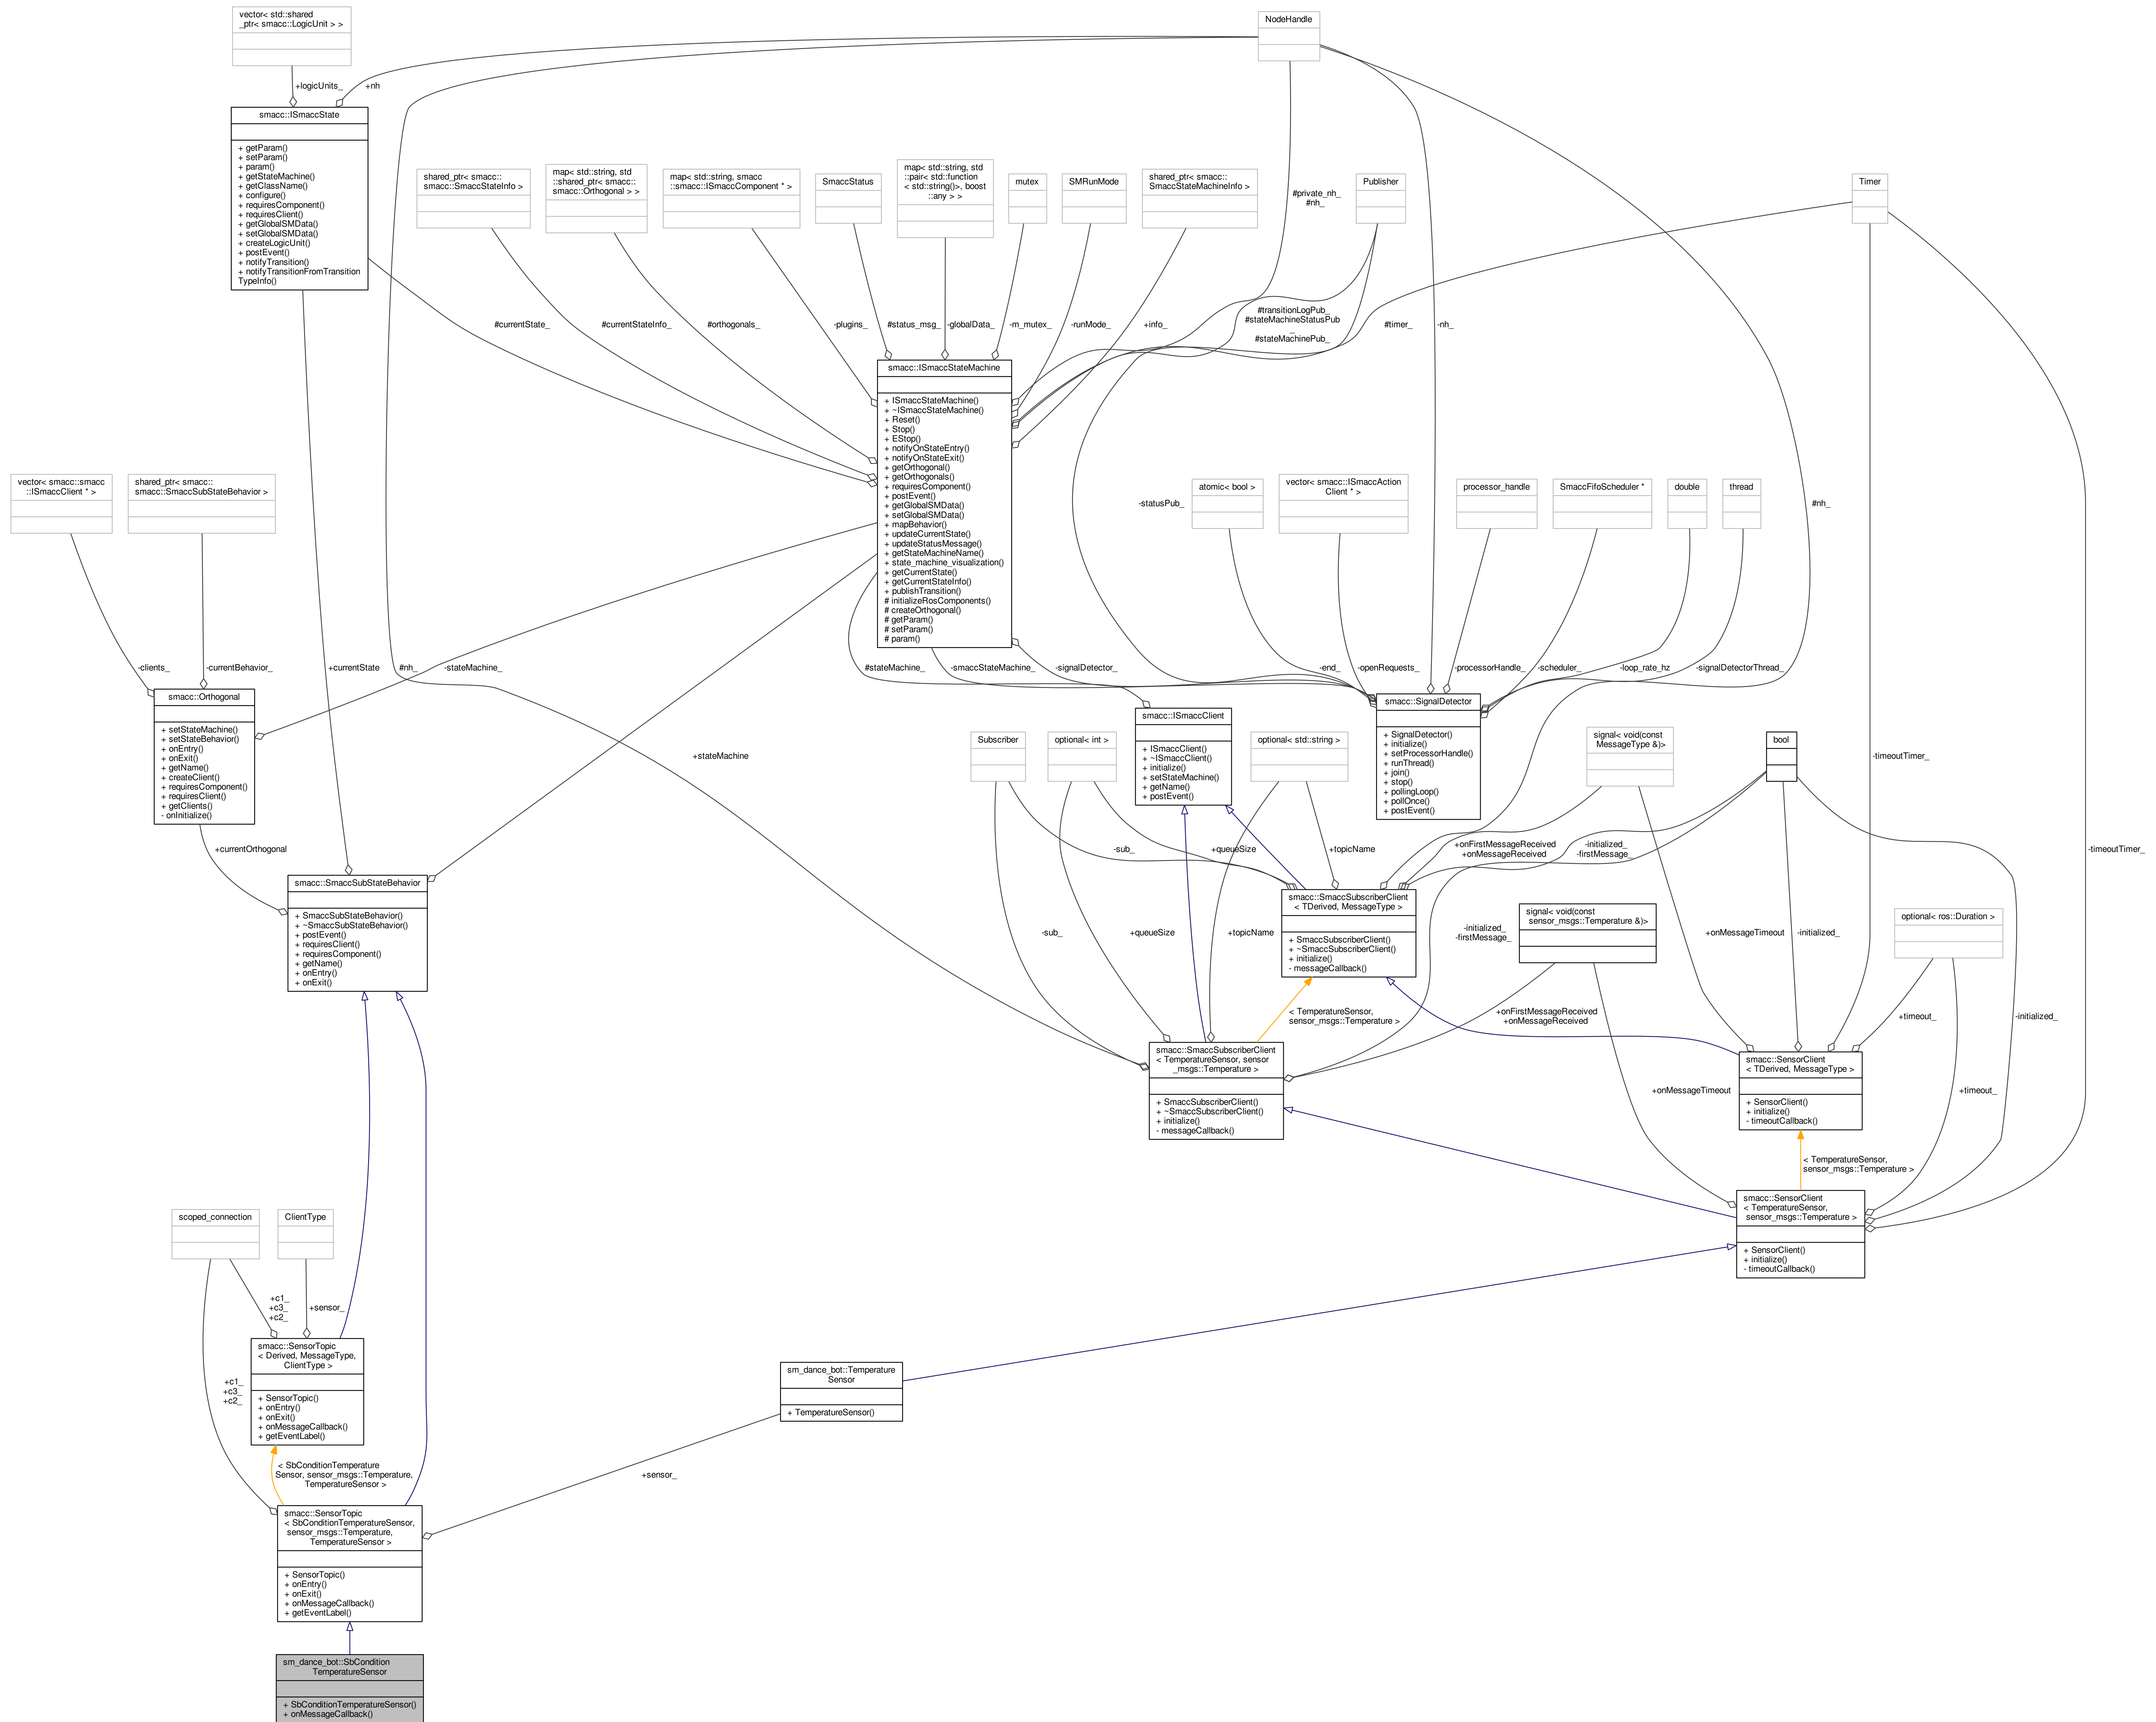 vector< std::shared
_ptr< smacc::LogicUnit > >
NodeHandle
+logicUnits_
+nh
smacc::ISmaccState
+ getParam()
+ setParam()
+ param()
+ getStateMachine()
+ getClassName()
+ configure()
+ requiresComponent()
+ requiresClient()
+ getGlobalSMData()
+ setGlobalSMData()
+ createLogicUnit()
+ postEvent()
+ notifyTransition()
+ notifyTransitionFromTransition
TypeInfo()
shared_ptr< smacc::
smacc::SmaccStateInfo >
map< std::string, std
::shared_ptr< smacc::
smacc::Orthogonal > >
map< std::string, smacc
::smacc::ISmaccComponent * >
SmaccStatus
map< std::string, std
::pair< std::function
< std::string()>, boost
::any > >
mutex
SMRunMode
shared_ptr< smacc::
SmaccStateMachineInfo >
#private_nh_
#nh_
Publisher
Timer
#currentState_
#currentStateInfo_
#orthogonals_
-plugins_
#status_msg_
-globalData_
-m_mutex_
-runMode_
+info_
#transitionLogPub_
#stateMachineStatusPub
_
#stateMachinePub_
#timer_
-nh_
smacc::ISmaccStateMachine
+ ISmaccStateMachine()
+ ~ISmaccStateMachine()
+ Reset()
+ Stop()
+ EStop()
+ notifyOnStateEntry()
+ notifyOnStateExit()
+ getOrthogonal()
+ getOrthogonals()
+ requiresComponent()
+ postEvent()
+ getGlobalSMData()
+ setGlobalSMData()
+ mapBehavior()
+ updateCurrentState()
+ updateStatusMessage()
+ getStateMachineName()
+ state_machine_visualization()
+ getCurrentState()
+ getCurrentStateInfo()
+ publishTransition()
# initializeRosComponents()
# createOrthogonal()
# getParam()
# setParam()
# param()
vector< smacc::smacc
::ISmaccClient * >
shared_ptr< smacc::
smacc::SmaccSubStateBehavior >
-statusPub_
atomic< bool >
vector< smacc::ISmaccAction
Client * >
processor_handle
SmaccFifoScheduler *
double
thread
#nh_
-clients_
-currentBehavior_
-stateMachine_
+currentState
#nh_
#stateMachine_
-smaccStateMachine_
-signalDetector_
-end_
-openRequests_
-processorHandle_
-scheduler_
-loop_rate_hz
-signalDetectorThread_
smacc::Orthogonal
+ setStateMachine()
+ setStateBehavior()
+ onEntry()
+ onExit()
+ getName()
+ createClient()
+ requiresComponent()
+ requiresClient()
+ getClients()
- onInitialize()
smacc::SignalDetector
+ SignalDetector()
+ initialize()
+ setProcessorHandle()
+ runThread()
+ join()
+ stop()
+ pollingLoop()
+ pollOnce()
+ postEvent()
smacc::ISmaccClient
+ ISmaccClient()
+ ~ISmaccClient()
+ initialize()
+ setStateMachine()
+ getName()
+ postEvent()
Subscriber
optional< int >
optional< std::string >
signal< void(const
MessageType &)>
bool
+stateMachine
-timeoutTimer_
+currentOrthogonal
-sub_
+queueSize
+topicName
+onFirstMessageReceived
+onMessageReceived
-initialized_
-firstMessage_
-timeoutTimer_
smacc::SmaccSubStateBehavior
+ SmaccSubStateBehavior()
+ ~SmaccSubStateBehavior()
+ postEvent()
+ requiresClient()
+ requiresComponent()
+ getName()
+ onEntry()
+ onExit()
smacc::SmaccSubscriberClient
< TDerived, MessageType >
+ SmaccSubscriberClient()
+ ~SmaccSubscriberClient()
+ initialize()
- messageCallback()
signal< void(const
sensor_msgs::Temperature &)>
optional< ros::Duration >
-sub_
+queueSize
+topicName
-initialized_
-firstMessage_
+onMessageTimeout
-initialized_
< TemperatureSensor,
sensor_msgs::Temperature >
+onFirstMessageReceived
+onMessageReceived
+timeout_
-initialized_
smacc::SmaccSubscriberClient
< TemperatureSensor, sensor
_msgs::Temperature >
+ SmaccSubscriberClient()
+ ~SmaccSubscriberClient()
+ initialize()
- messageCallback()
smacc::SensorClient
< TDerived, MessageType >
+ SensorClient()
+ initialize()
- timeoutCallback()
+onMessageTimeout
+timeout_
< TemperatureSensor,
sensor_msgs::Temperature >
smacc::SensorClient
< TemperatureSensor,
sensor_msgs::Temperature >
+ SensorClient()
+ initialize()
- timeoutCallback()
scoped_connection
ClientType
+c1_
+c3_
+c2_
+sensor_
smacc::SensorTopic
< Derived, MessageType,
ClientType >
+ SensorTopic()
+ onEntry()
+ onExit()
+ onMessageCallback()
+ getEventLabel()
+c1_
+c3_
+c2_
sm_dance_bot::Temperature
Sensor
+ TemperatureSensor()
< SbConditionTemperature
Sensor, sensor_msgs::Temperature,
TemperatureSensor >
+sensor_
smacc::SensorTopic
< SbConditionTemperatureSensor,
sensor_msgs::Temperature,
TemperatureSensor >
+ SensorTopic()
+ onEntry()
+ onExit()
+ onMessageCallback()
+ getEventLabel()
sm_dance_bot::SbCondition
TemperatureSensor
+ SbConditionTemperatureSensor()
+ onMessageCallback()